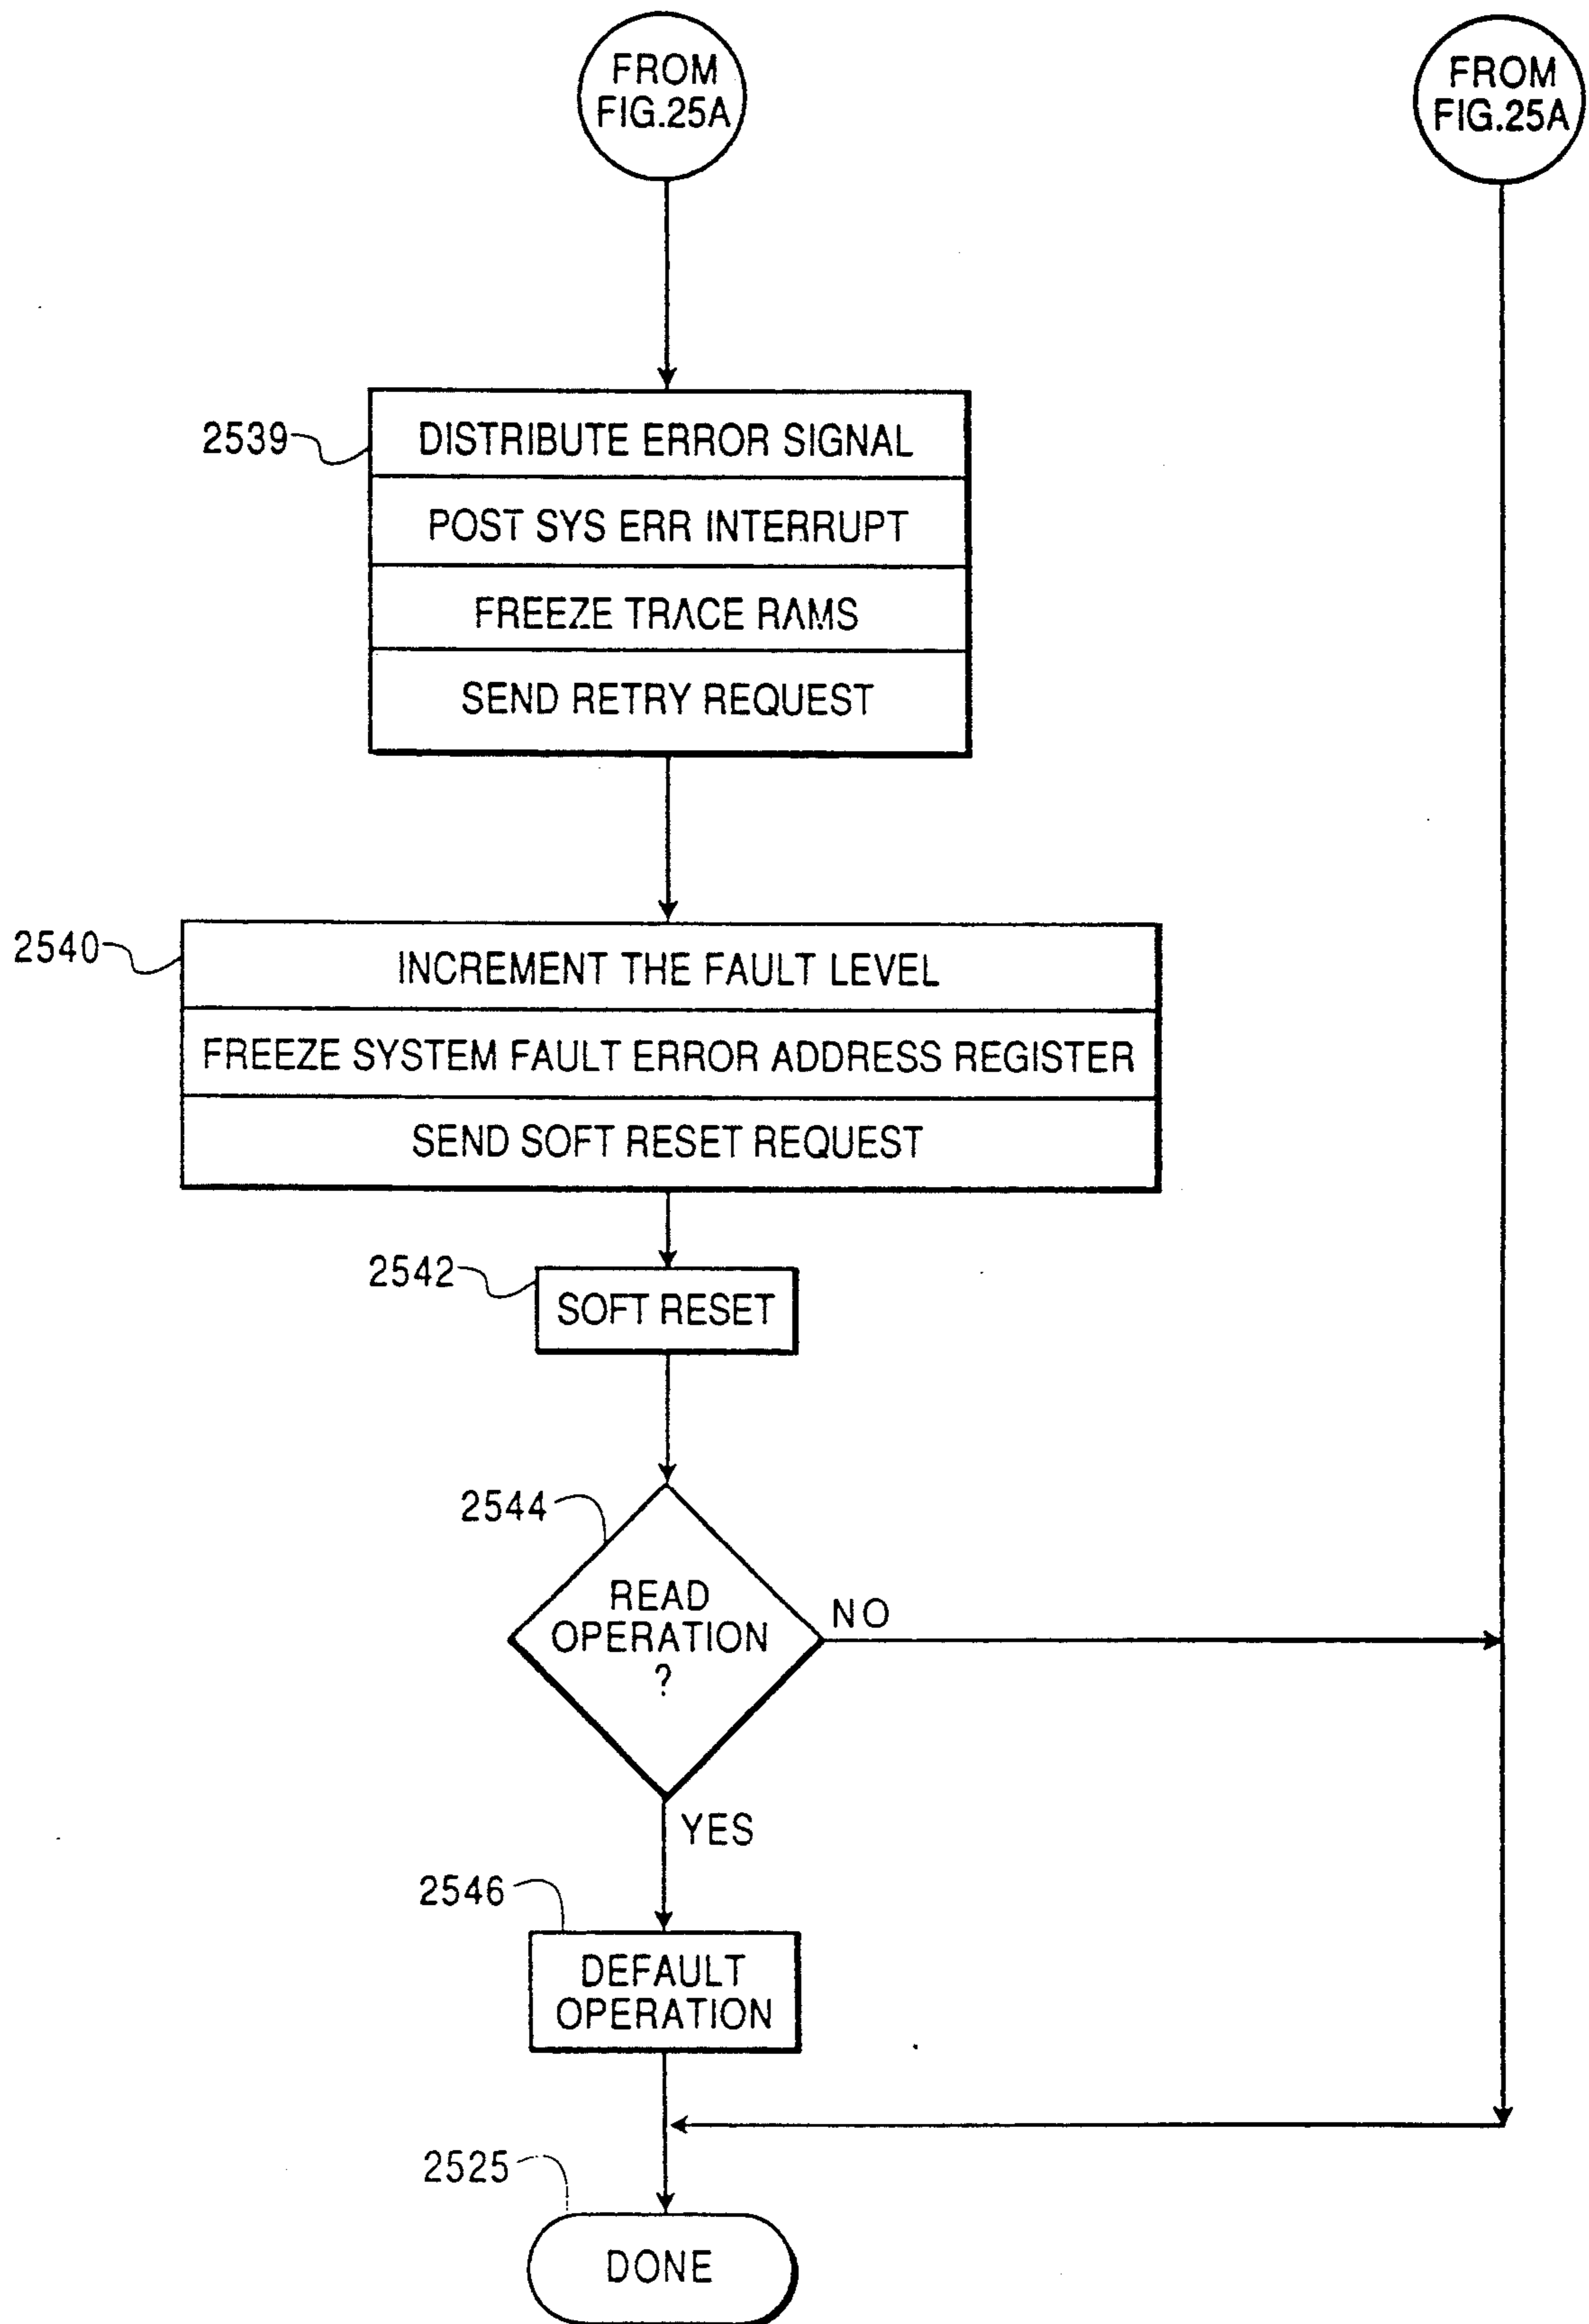 FROM
FIG.25A
FROM
FIG.25A
2539
DISTRIBUTE ERROR SIGNAL
POST SYS ERR INTERRUPT
FREEZE TRACE RAMS
SEND RETRY REQUEST
2540
INCREMENT THE FAULT LEVEL
FREEZE SYSTEM FAULT ERROR ADDRESS REGISTER
SEND SOFT RESET REQUEST
2542
SOFT RESET
2544
READ
OPERATION
?
NO
YES
2546
DEFAULT
OPERATION
2525
DONE